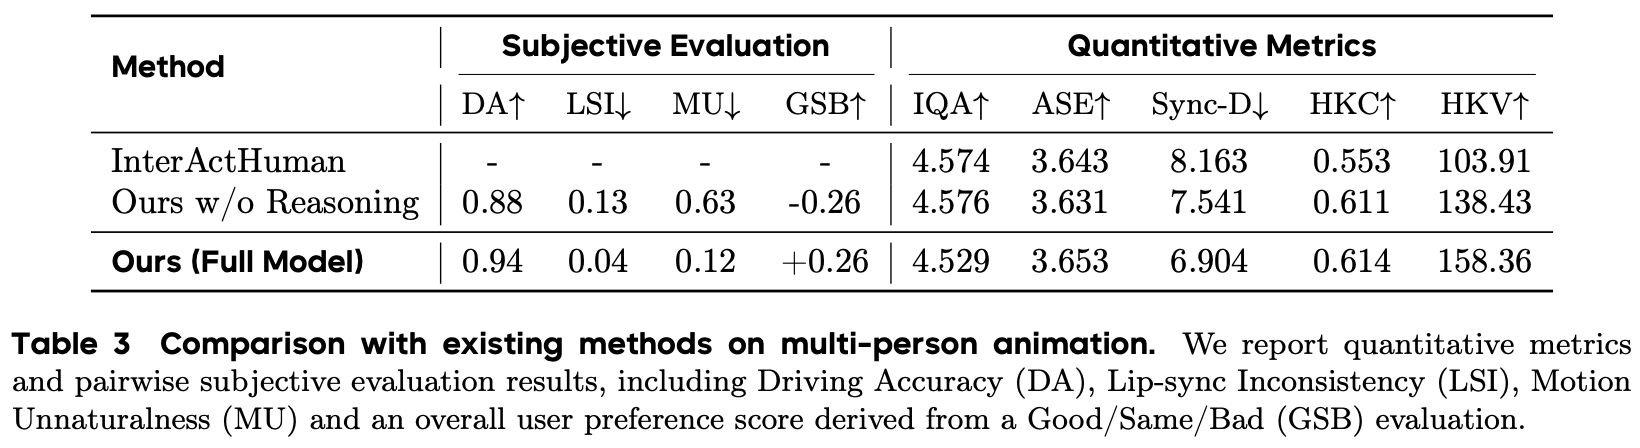 Method Subjective Evaluation Quantitative Metrics
DA↑ LSI↓ MU↓ GSB↑ IQA↑ ASE↑ Sync-D↓ HKC↑ HKV↑
InterActHuman - - - - 4.574 3.643 8.163 0.553 103.91
Ours w/o Reasoning 0.88 0.13 0.63 -0.26 4.576 3.631 7.541 0.611 138.43
Ours (Full Model) 0.94 0.04 0.12 +0.26 4.529 3.653 6.904 0.614 158.36
Table 3 Comparison with existing methods on multi-person animation. We report quantitative metrics
and pairwise subjective evaluation results, including Driving Accuracy (DA), Lip-sync Inconsistency (LSI), Motion
Unnaturalness (MU) and an overall user preference score derived from a Good/Same/Bad (GSB) evaluation.